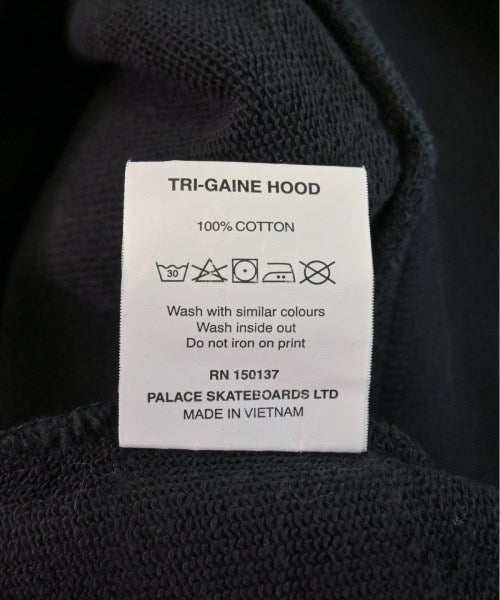 TRI-GAINE HOOD
100% COTTON
30
Wash with similar colours
Wash inside out
Do not iron on print
RN 150137
PALACE SKATEBOARDS LTD
MADE IN VIETNAM